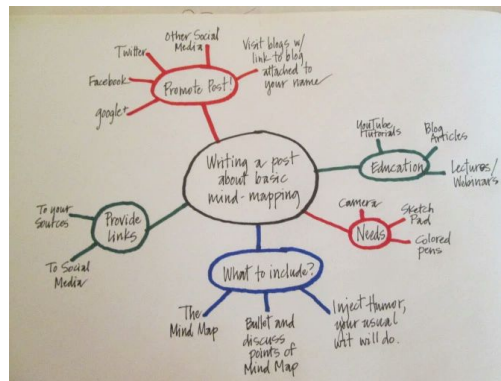 Other Social
Media
Twitter
Facebook
google+
Promote Post!
Visit blogs w/
link to blog
attached to
your name
Writing a post
about basic
mind-mapping
YouTube
Tutorials
Blog
Articles
Education
Lectures/
Webinars
Camera
Sketch
Pad
Needs
Colored
pens
To your
Sources
Provide
Links
To Social
Media
What to include?
The
Mind Map
Bullet and
discuss
points of
Mind Map
Inject Humor,
your usual
wit will do.